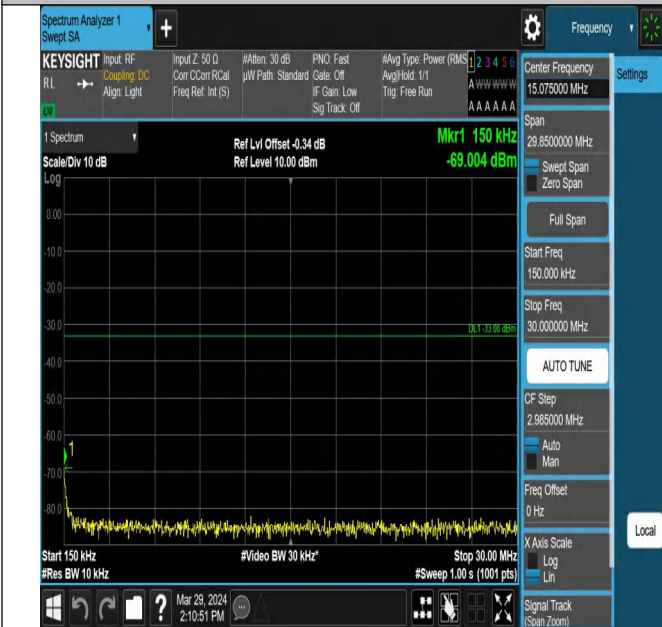 Spectrum Analyzer 1
Swept SA
+
Frequency
KEYSIGHT
RL
Input: RF
Coupling: DC
Align: Light
Input Z: 50 Ω
Corr CCorr RCal
Freq Ref: Int (S)
#Atten: 30 dB
µW Path: Standard
PNO: Fast
Gate: Off
IF Gain: Low
Sig Track: Off
#Avg Type: Power (RMS
Avg|Hold: 1/1
Trig: Free Run
1 2 3 4 5 6
A W W W W W
A A A A A A
1 Spectrum
Scale/Div 10 dB
Log
Ref Lvl Offset -0.34 dB
Ref Level 10.00 dBm
Mkr1 150 kHz
-69.004 dBm
0.00
-10.0
-20.0
-30.0
DL1 -33.00 dBm
-40.0
-50.0
-60.0
1
-70.0
-80.0
Start 150 kHz
#Res BW 10 kHz
#Video BW 30 kHz*
Stop 30.00 MHz
#Sweep 1.00 s (1001 pts)
Mar 29, 2024
2:10:51 PM
?
Center Frequency
15.075000 MHz
Settings
Span
29.8500000 MHz
Swept Span
Zero Span
Full Span
Start Freq
150.000 kHz
Stop Freq
30.000000 MHz
AUTO TUNE
CF Step
2.985000 MHz
Auto
Man
Freq Offset
0 Hz
X Axis Scale
Log
Lin
Local
Signal Track
(Span Zoom)